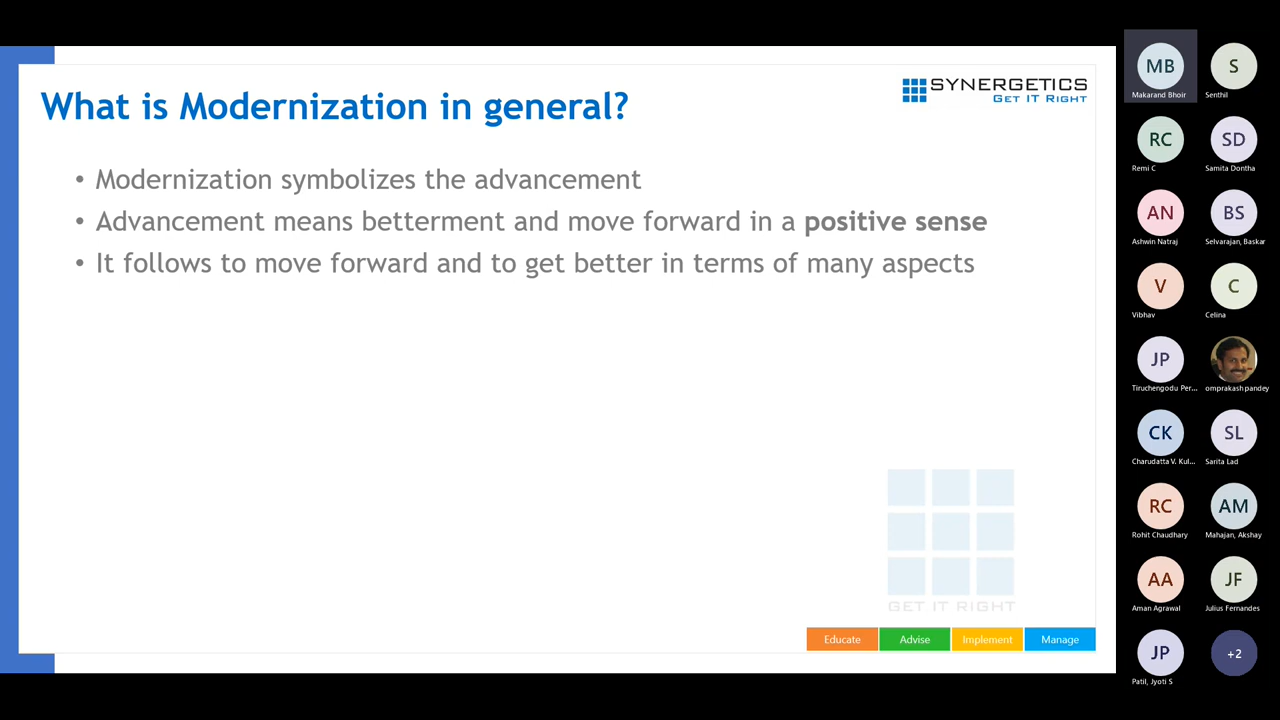 What is Modernization in general?
SYNERGETICS
GET IT RIGHT
• Modernization symbolizes the advancement
• Advancement means betterment and move forward in a positive sense
• It follows to move forward and to get better in terms of many aspects
GET IT RIGHT
Educate Advise Implement Manage
MB S
Makarand Bhoir Senthil
RC SD
Remi C Samita Dontha
AN BS
Ashwin Natraj Selvarajan, Baskar
V C
Vibhav Celina
JP
Tiruchengodu Per... omprakash pandey
CK SL
Charudatta V. Kul... Sarita Lad
RC AM
Rohit Chaudhary Mahajan, Akshay
AA JF
Aman Agrawal Julius Fernandes
JP +2
Patil, Jyoti S